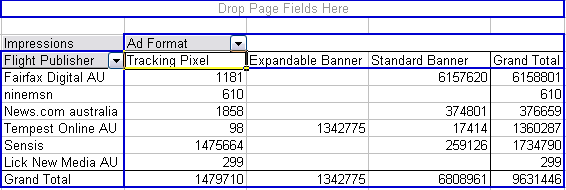 Drop Page Fields Here
Impressions Ad Format
Flight Publisher Tracking Pixel Expandable Banner Standard Banner Grand Total
Fairfax Digital AU 1181 6157620 6158801
ninemsn 610 610
News.com australia 1858 374801 376659
Tempest Online AU 98 1342775 17414 1360287
Sensis 1475664 259126 1734790
Lick New Media AU 299 299
Grand Total 1479710 1342775 6808961 9631446